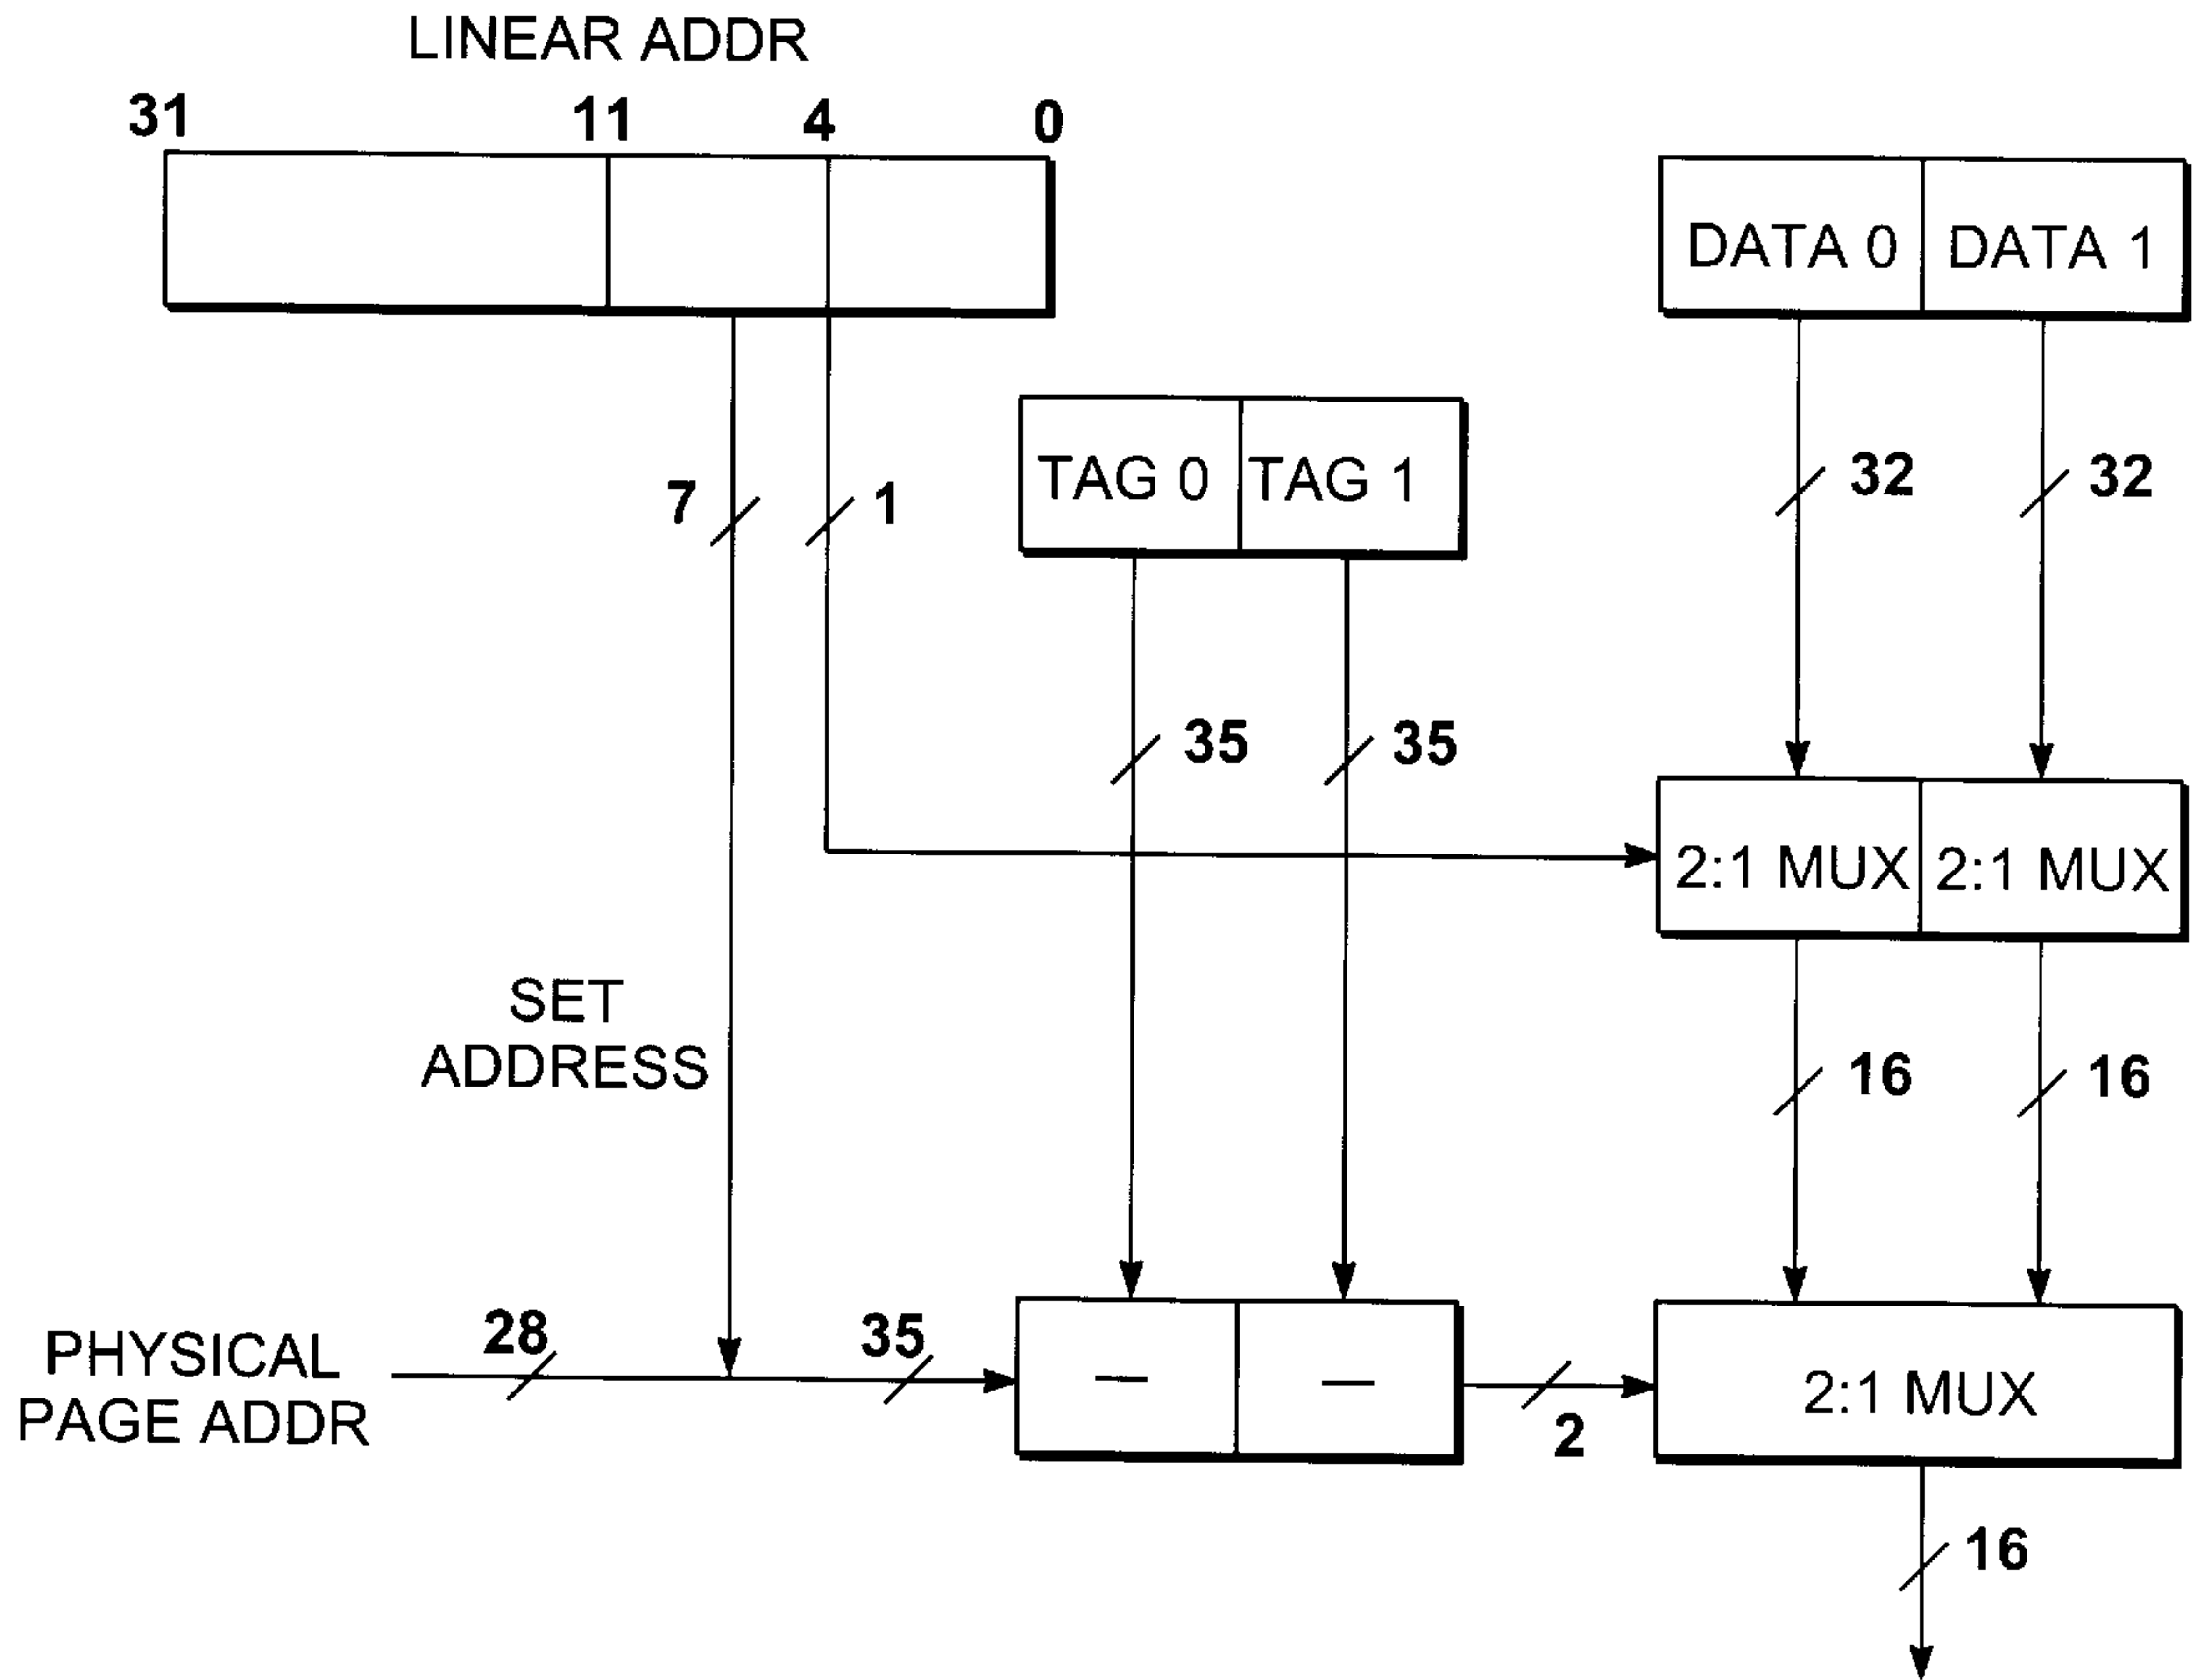 LINEAR ADDR
31 11 4 0
DATA 0 DATA 1
TAG 0 TAG 1
7 1
32 32
35 35
2:1 MUX 2:1 MUX
SET
ADDRESS
16 16
PHYSICAL
PAGE ADDR
28 35
2
2:1 MUX
16